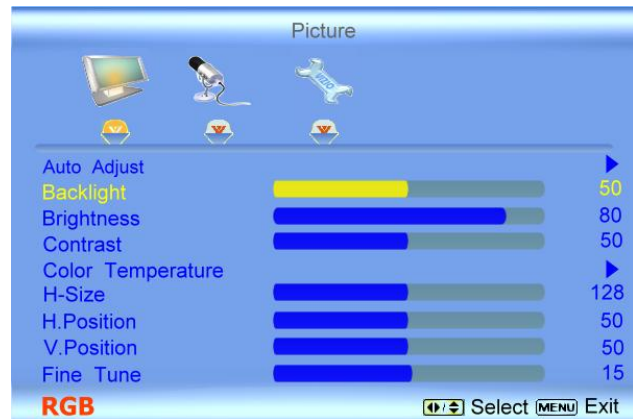 Picture
VIZIO
Auto Adjust
Backlight 50
Brightness 80
Contrast 50
Color Temperature
H-Size 128
H.Position 50
V.Position 50
Fine Tune 15
RGB Select MENU Exit